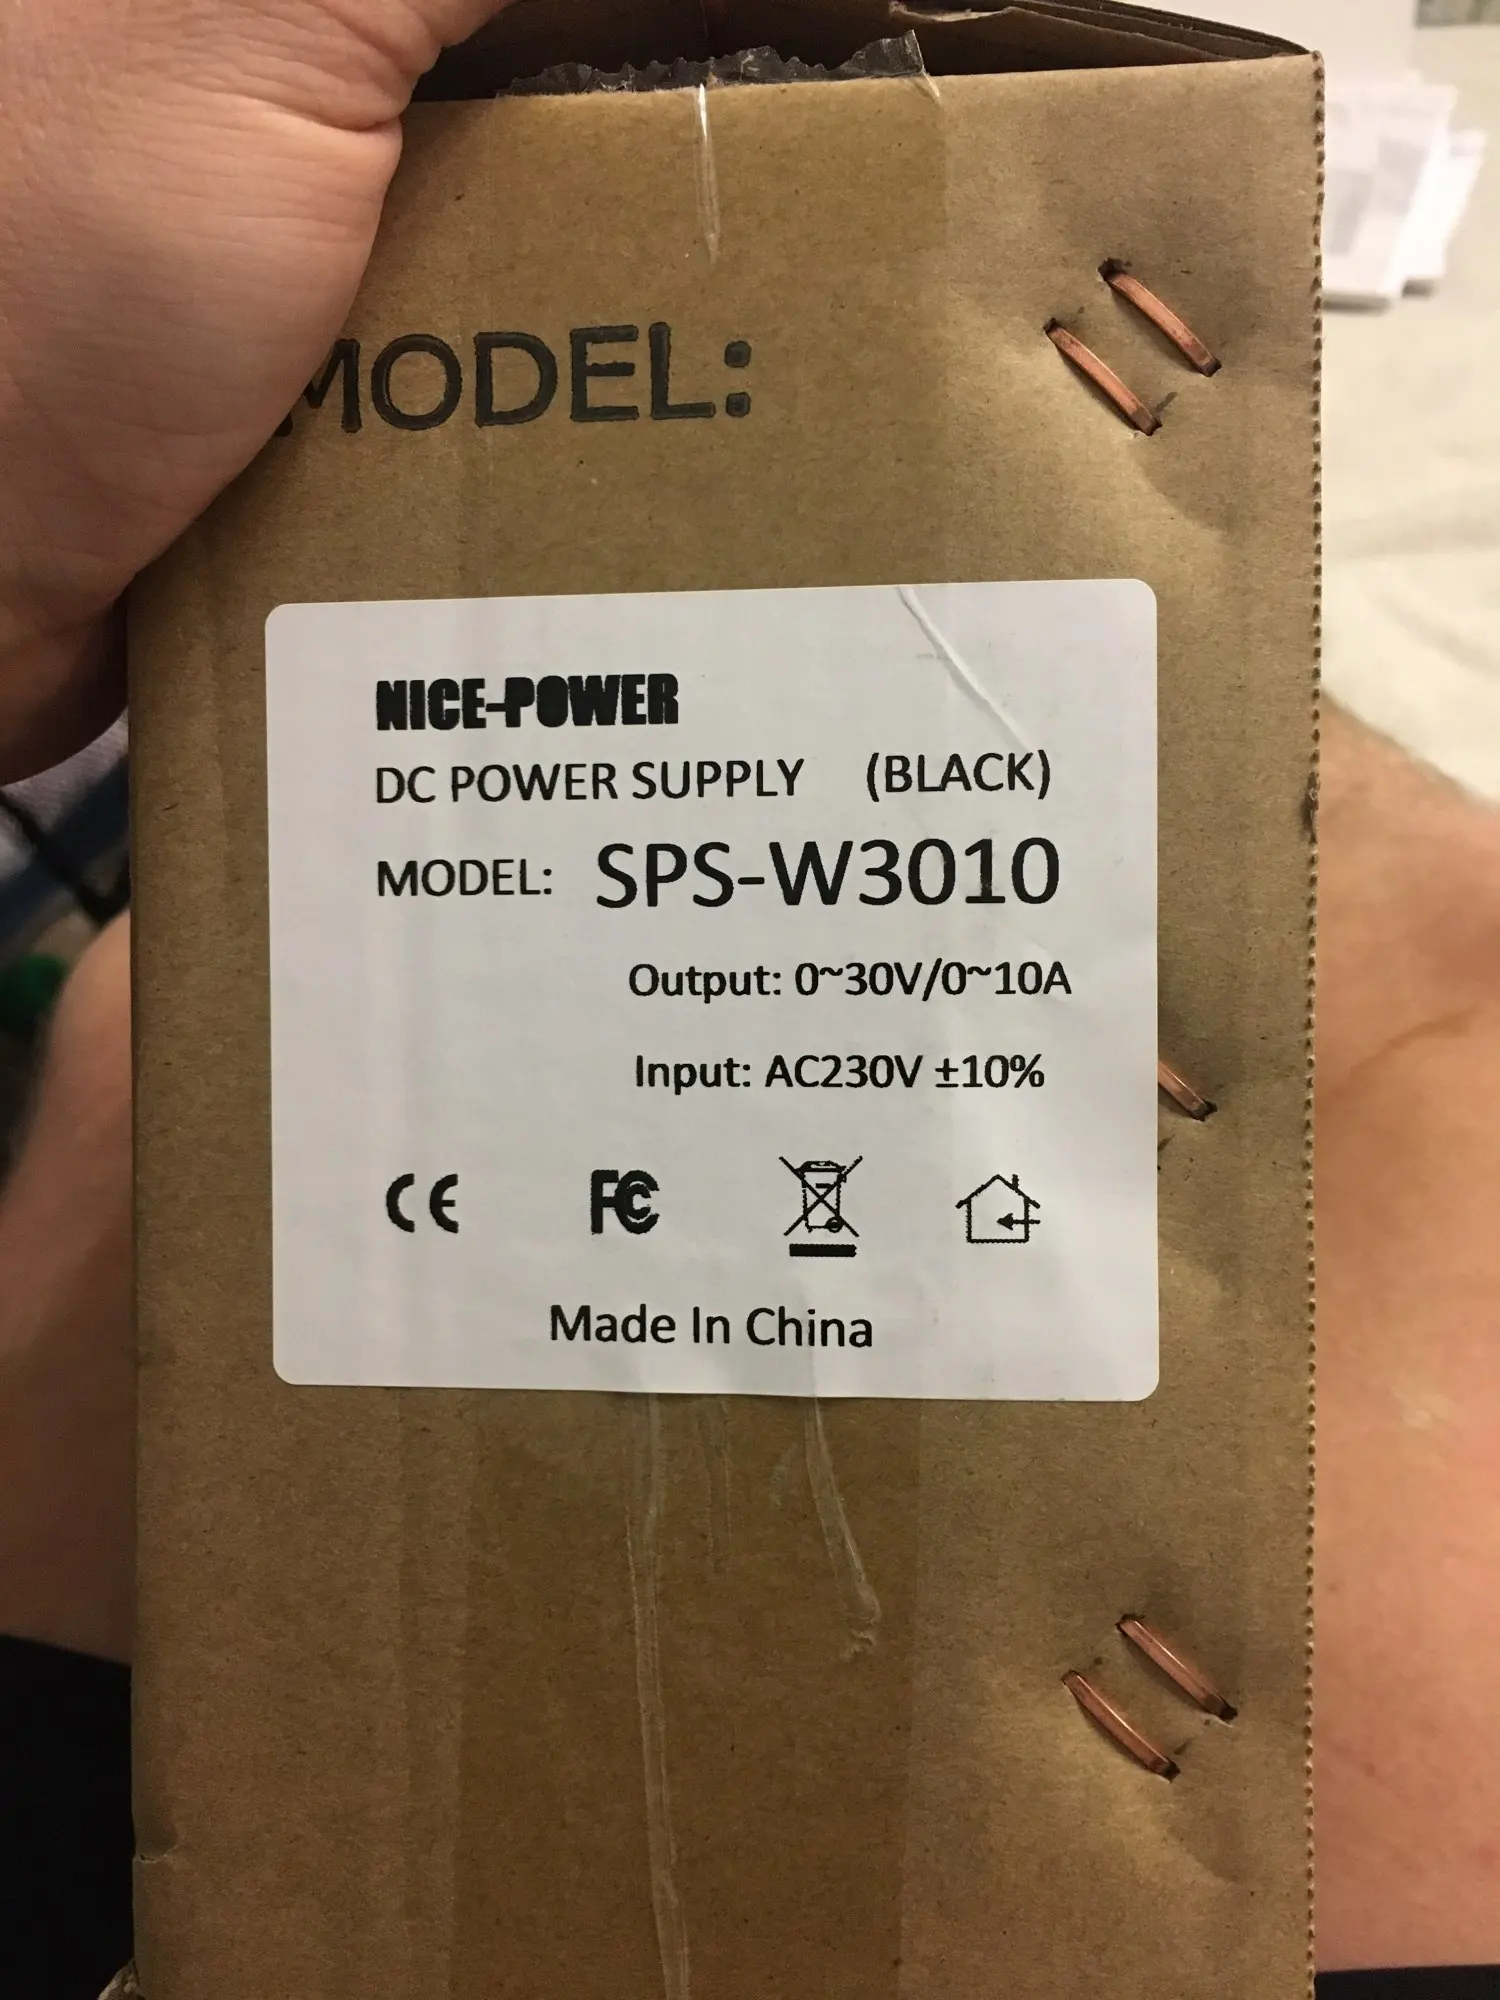 MODEL:
NICE-POWER
DC POWER SUPPLY (BLACK)
MODEL: SPS-W3010
Output: 0~30V/0~10A
Input: AC230V ±10%
CE FC
Made In China